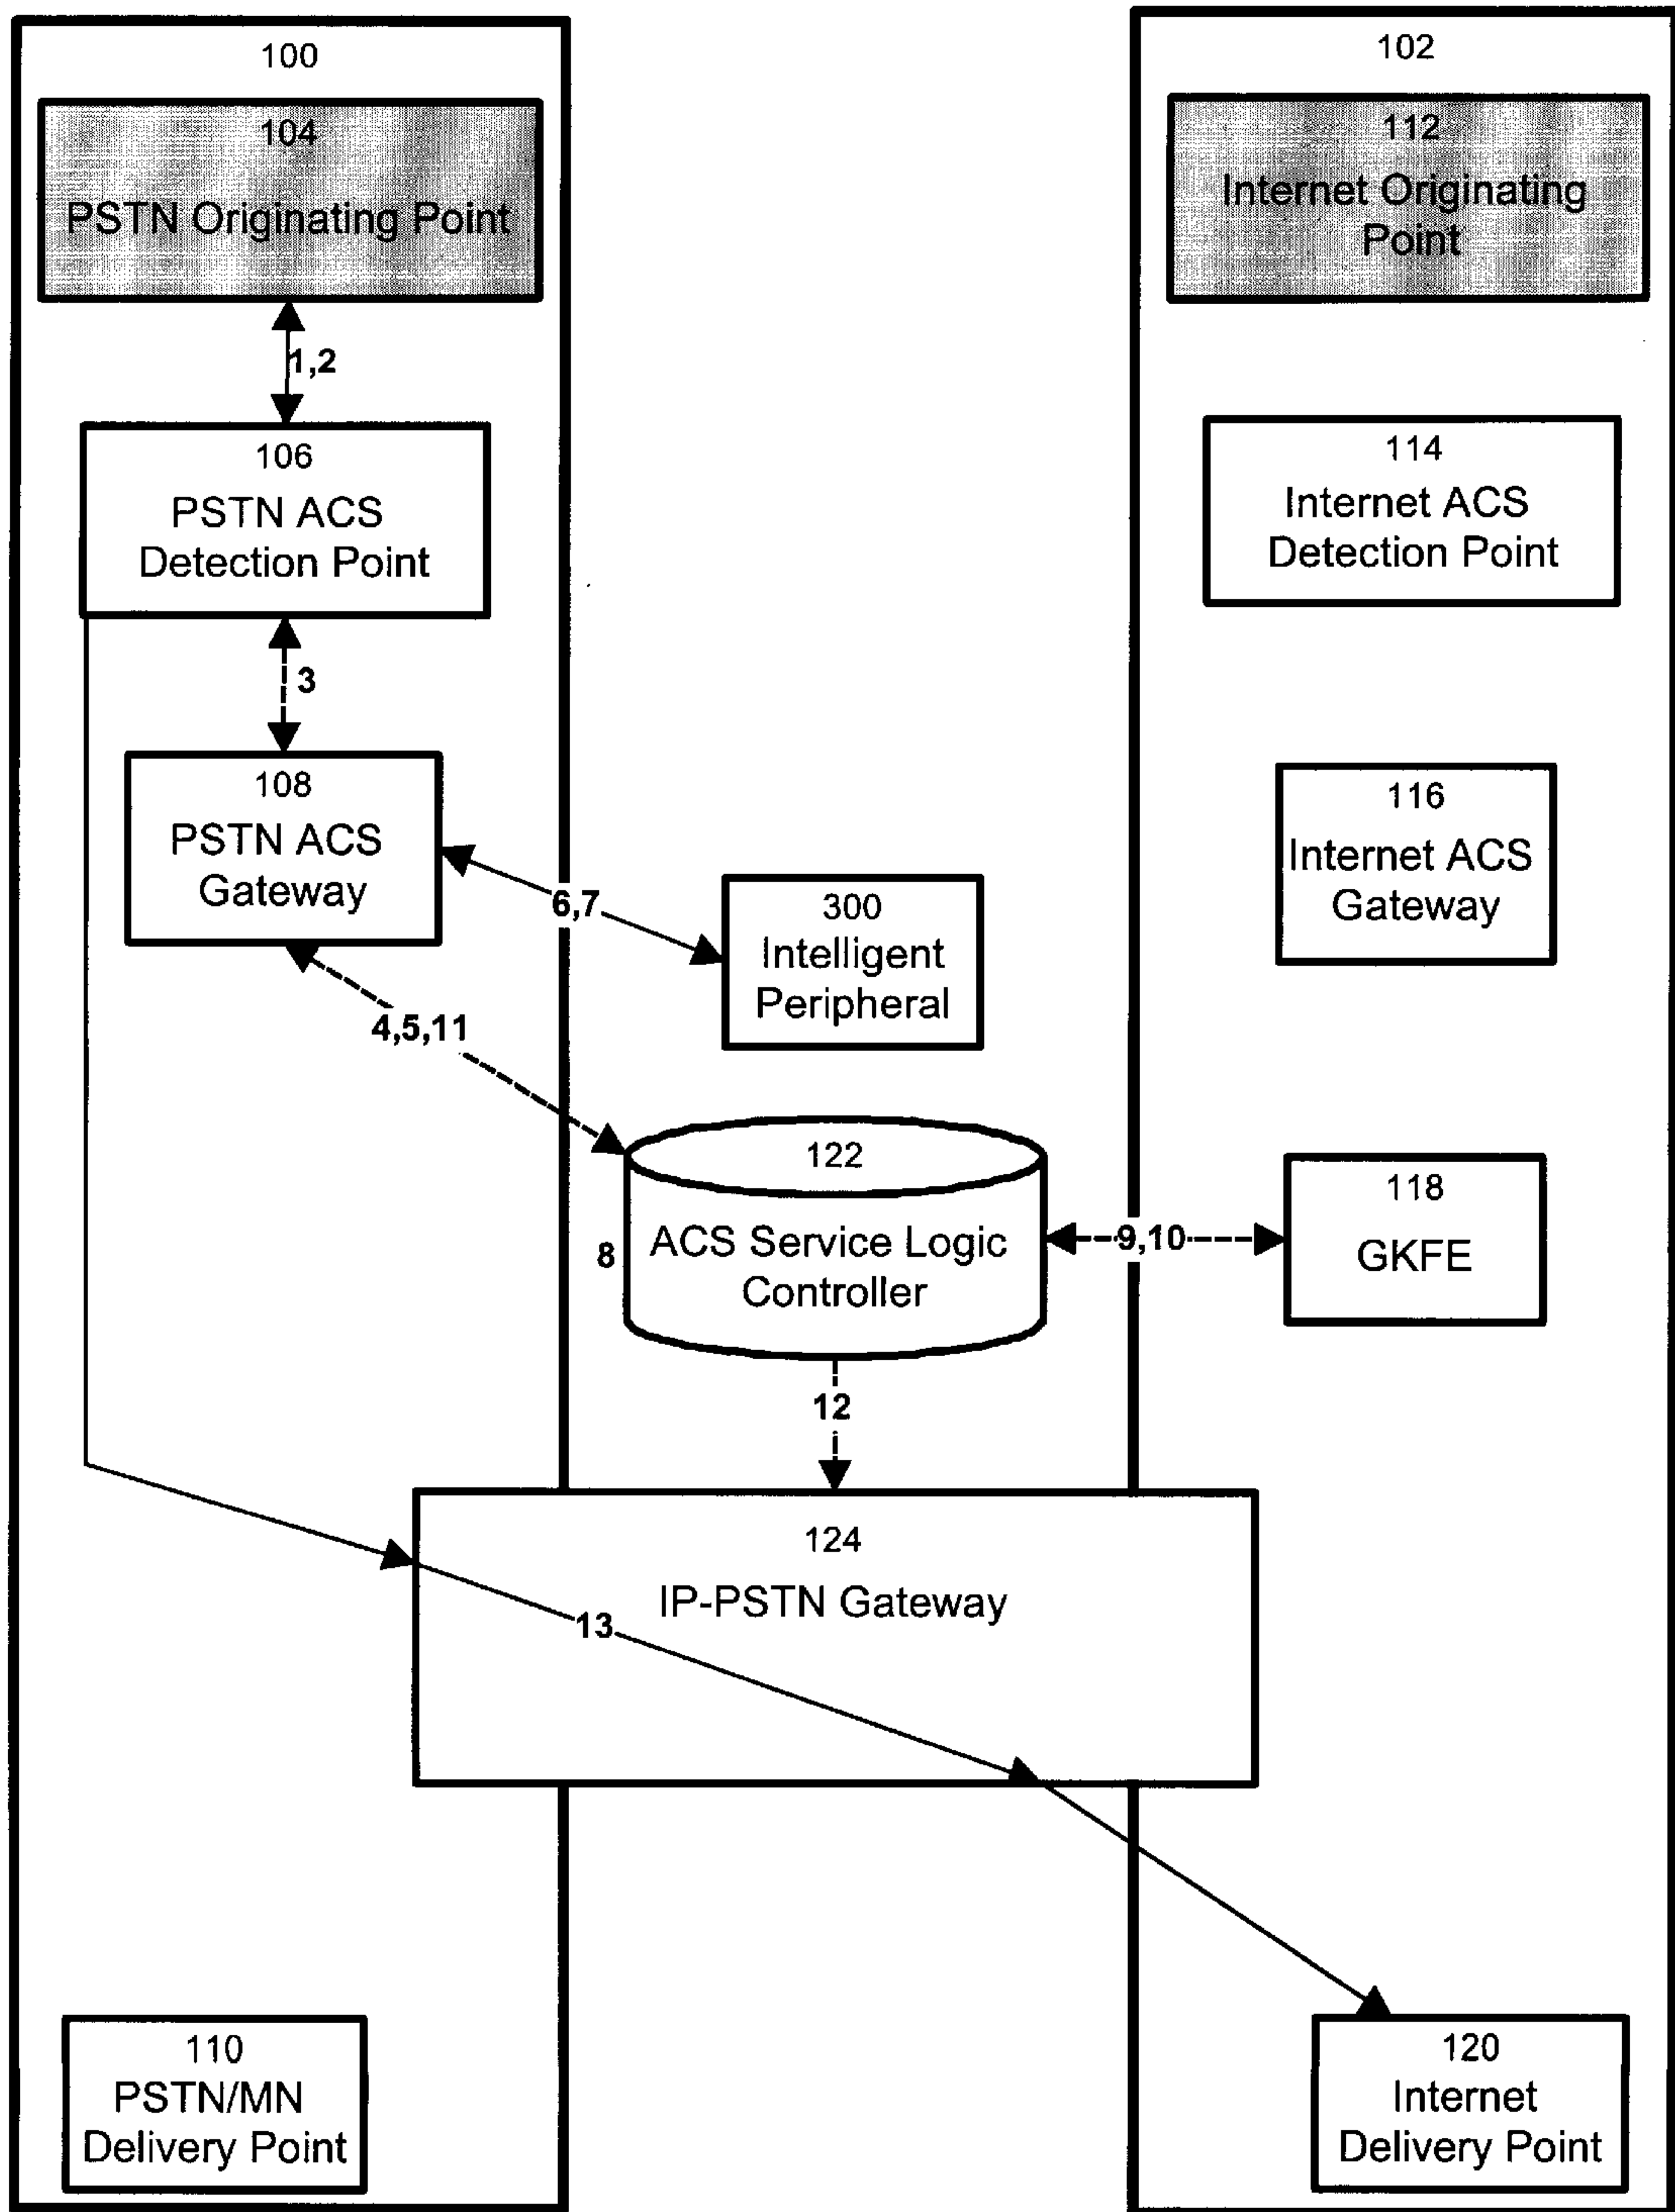 100
104
PSTN Originating Point
1,2
106
PSTN ACS
Detection Point
3
108
PSTN ACS
Gateway
6,7
4,5,11
300
Intelligent
Peripheral
122
ACS Service Logic
Controller
8
9,10
12
124
IP-PSTN Gateway
13
110
PSTN/MN
Delivery Point
102
112
Internet Originating
Point
114
Internet ACS
Detection Point
116
Internet ACS
Gateway
118
GKFE
120
Internet
Delivery Point